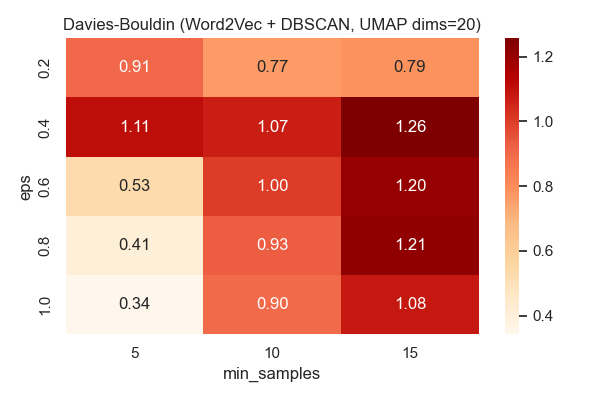 Davies-Bouldin (Word2Vec + DBSCAN, UMAP dims=20)
eps
0.2 0.91 0.77 0.79
0.4 1.11 1.07 1.26
0.6 0.53 1.00 1.20
0.8 0.41 0.93 1.21
1.0 0.34 0.90 1.08
5 10 15
min_samples
1.2
1.0
0.8
0.6
0.4